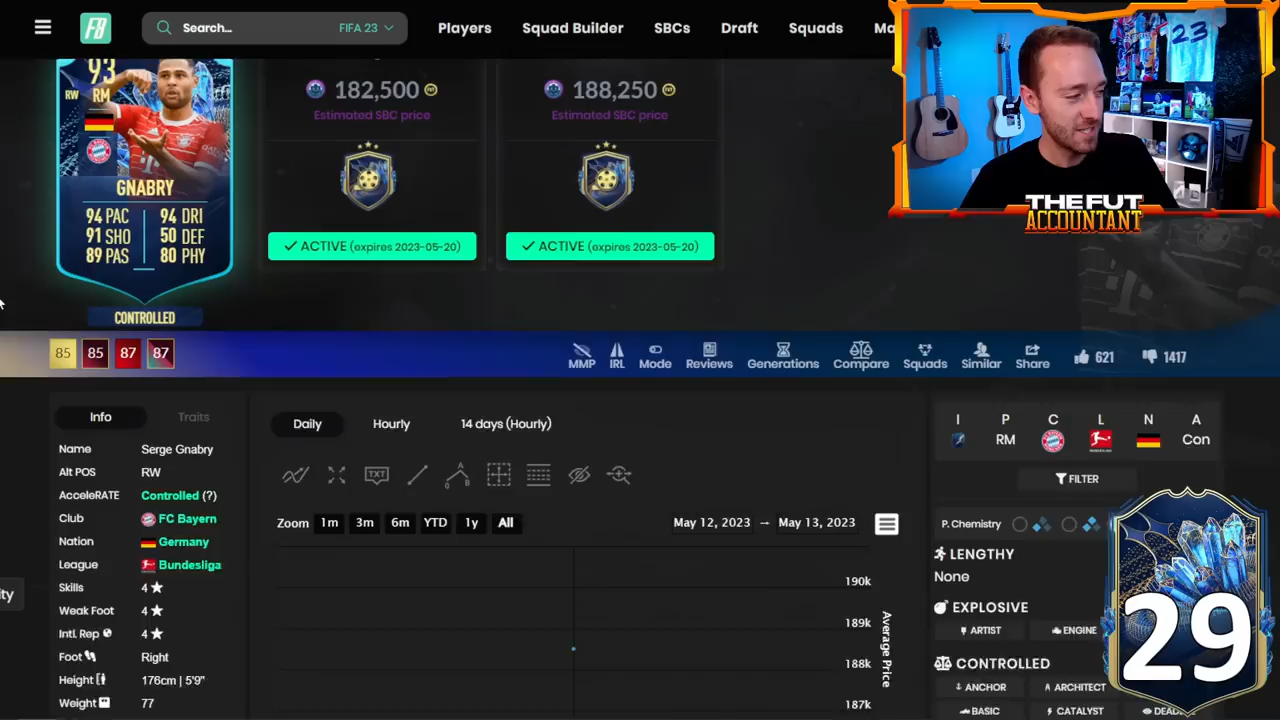 FB
Search...
FIFA 23
Players
Squad Builder
SBCs
Draft
Squads
Ma
93
RW RM
GNABRY
94 PAC 94 DRI
91 SHO 50 DEF
89 PAS 80 PHY
CONTROLLED
182,500
Estimated SBC price
ACTIVE (expires 2023-05-20)
188,250
Estimated SBC price
ACTIVE (expires 2023-05-20)
23
THE FUT
ACCOUNTANT
85 85 87 87
MMP
IRL
Mode
Reviews
Generations
Compare
Squads
Similar
Share
621
1417
Info
Traits
Name Serge Gnabry
Alt POS RW
AcceleRATE Controlled (?)
Club FC Bayern
Nation Germany
League Bundesliga
Skills 4
Weak Foot 4
Intl. Rep 4
Foot Right
Height 176cm | 5'9"
Weight 77
ty
Daily
Hourly
14 days (Hourly)
TXT
A
B
Zoom 1m 3m 6m YTD 1y All
May 12, 2023 → May 13, 2023
190k
189k
188k
187k
Average Price
I P C L N A
RM Con
FILTER
P. Chemistry
LENGTHY
None
EXPLOSIVE
ARTIST
ENGINE
CONTROLLED
ANCHOR
ARCHITECT
BASIC
CATALYST
29